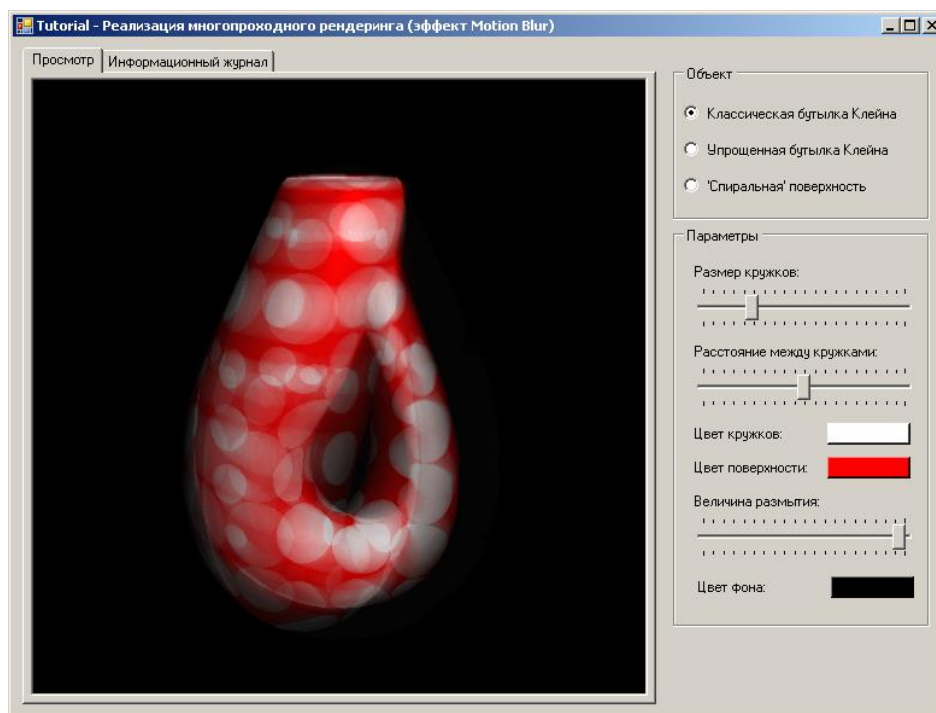 Tutorial - Реализация многопроходного рендеринга (эффект Motion Blur)
Просмотр
Информационный журнал
Объект
Классическая бутылка Клейна
Упрощенная бутылка Клейна
'Спиральная' поверхность
Параметры
Размер кружков:
Расстояние между кружками:
Цвет кружков:
Цвет поверхности:
Величина размытия:
Цвет фона: